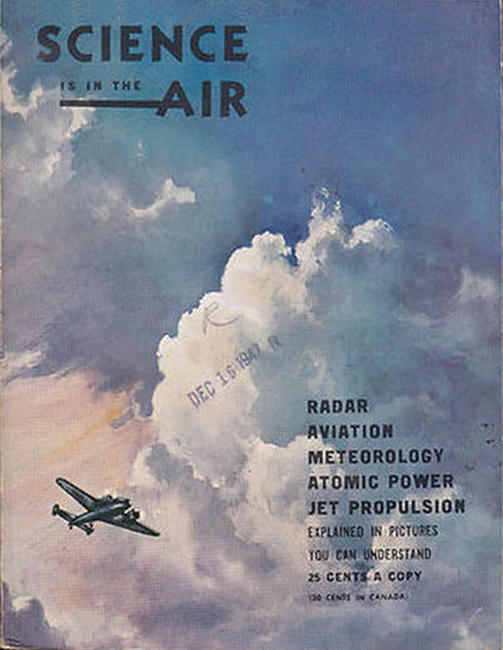 SCIENCE
IS IN THE
AIR
R
DEC 16 1947 R
RADAR
AVIATION
METEOROLOGY
ATOMIC POWER
JET PROPULSION
EXPLAINED IN PICTURES
YOU CAN UNDERSTAND
25 CENTS A COPY
(30 CENTS IN CANADA)